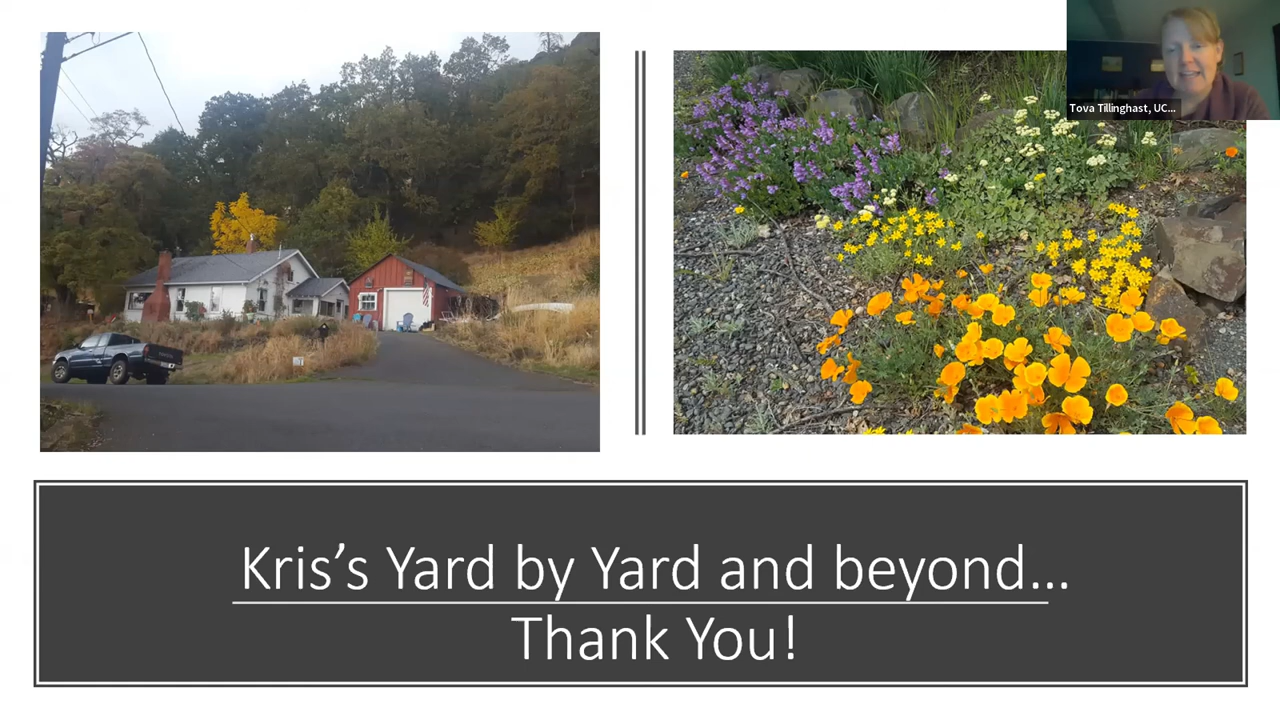 Tova Tillinghast, UC...
Kris's Yard by Yard and beyond...
Thank You!